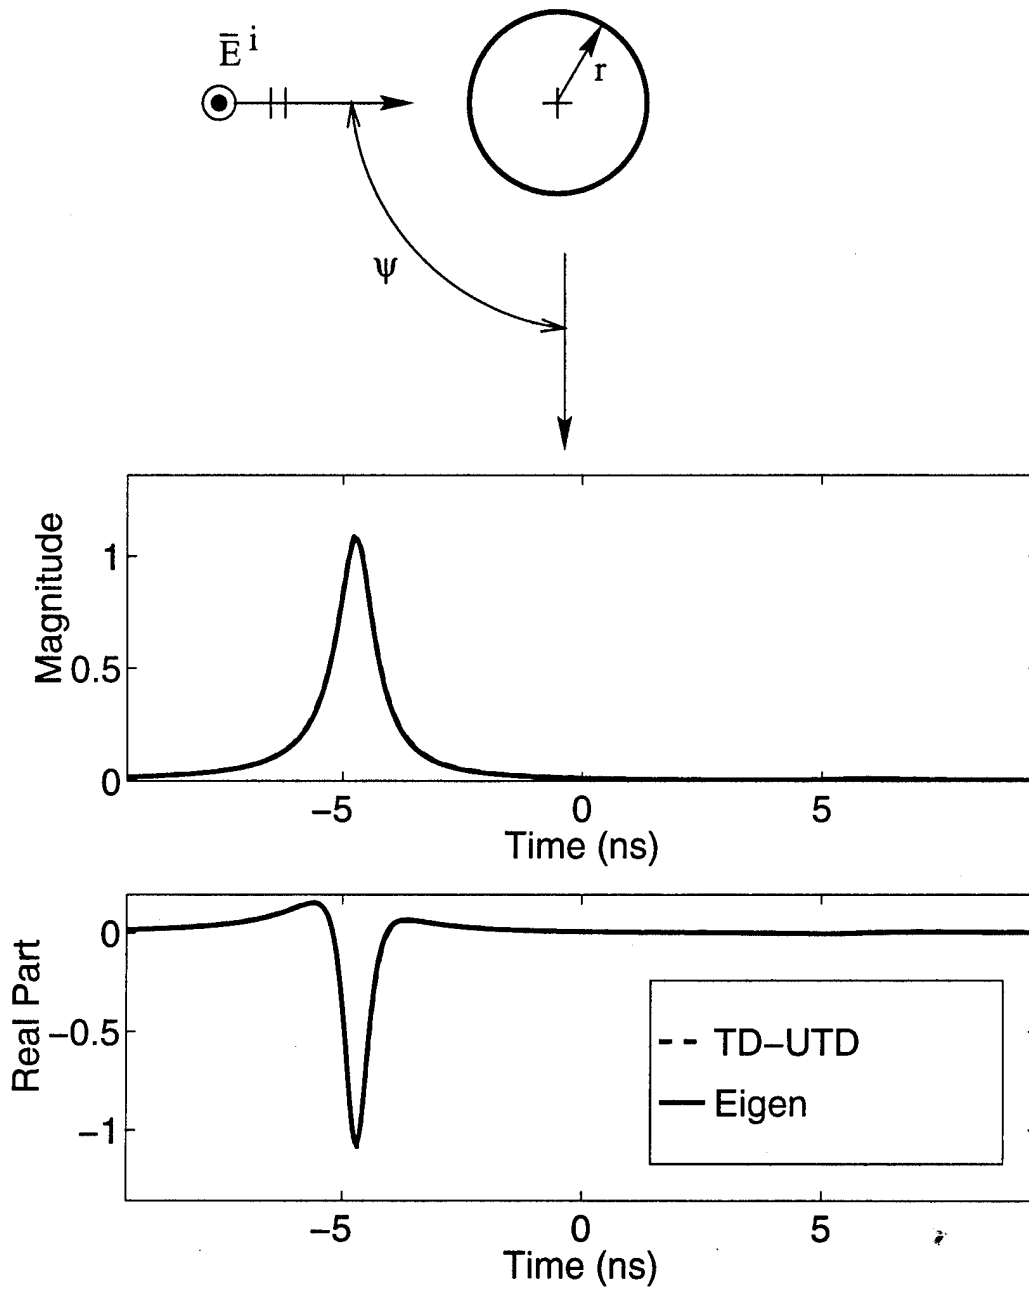 E̅ i
r
ψ
Magnitude
1
0.5
0
−5 0 5
Time (ns)
Real Part
0
−0.5
−1
TD−UTD
Eigen
−5 0 5
Time (ns)